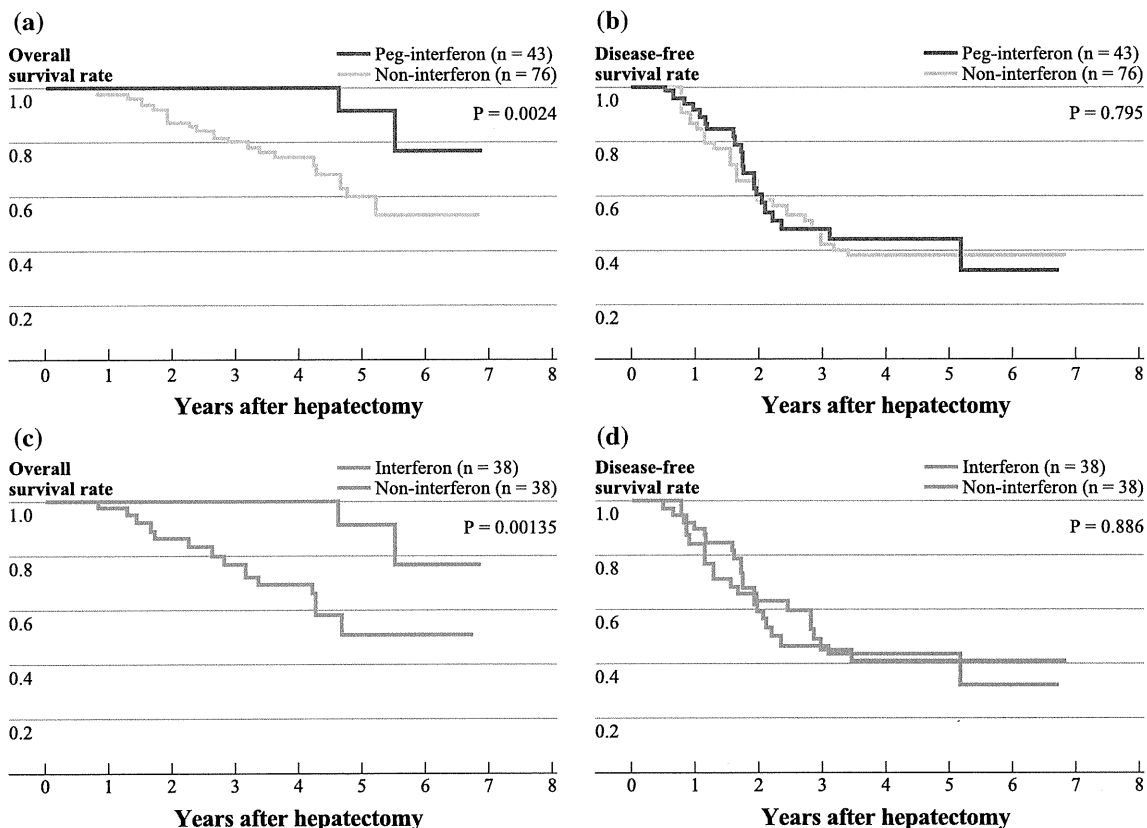 (a)
Overall
survival rate
Peg-interferon (n = 43)
Non-interferon (n = 76)
P = 0.0024
1.0
0.8
0.6
0.4
0.2
0 1 2 3 4 5 6 7 8
Years after hepatectomy
(b)
Disease-free
survival rate
Peg-interferon (n = 43)
Non-interferon (n = 76)
P = 0.795
1.0
0.8
0.6
0.4
0.2
0 1 2 3 4 5 6 7 8
Years after hepatectomy
(c)
Overall
survival rate
Interferon (n = 38)
Non-interferon (n = 38)
P = 0.00135
1.0
0.8
0.6
0.4
0.2
0 1 2 3 4 5 6 7 8
Years after hepatectomy
(d)
Disease-free
survival rate
Interferon (n = 38)
Non-interferon (n = 38)
P = 0.886
1.0
0.8
0.6
0.4
0.2
0 1 2 3 4 5 6 7 8
Years after hepatectomy